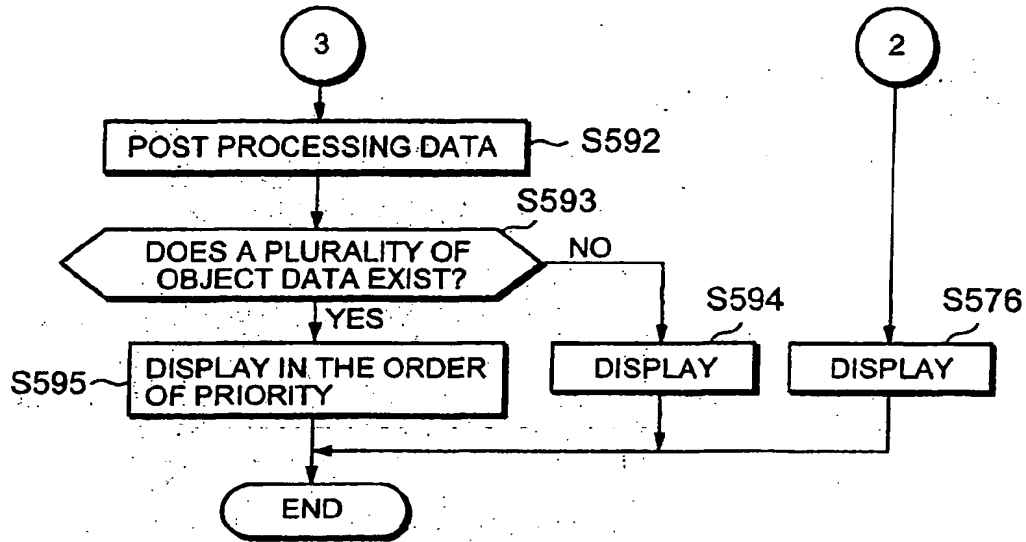 3
2
POST PROCESSING DATA
S592
S593
DOES A PLURALITY OF
OBJECT DATA EXIST?
NO
YES
S594
S576
S595
DISPLAY IN THE ORDER
OF PRIORITY
DISPLAY
DISPLAY
END